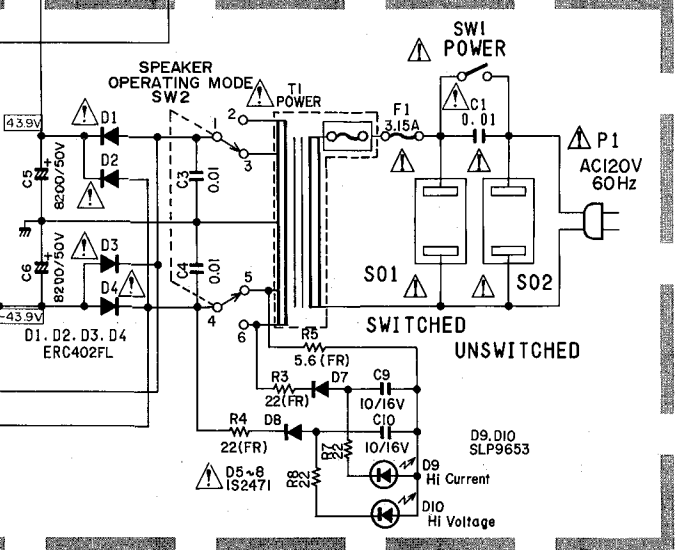 SW1
POWER
SPEAKER
OPERATING MODE
SW2
T1
POWER
2
1
3
F1
3.15A
C1
0.01
P1
AC120V
60Hz
43.9V
D1
D2
C5
8200/50V
+
C3
0.01
C6
8200/50V
+
D3
D4
C4
0.01
5
4
6
-43.9V
D1. D2. D3. D4
ERC402FL
SO1
SO2
SWITCHED
UNSWITCHED
R5
5.6(FR)
R3
22(FR)
D7
C9
10/16V
R4
22(FR)
D8
C10
10/16V
R7
22
R8
22
D9. D10
SLP9653
D9
Hi Current
D10
Hi Voltage
D5~8
1S2471